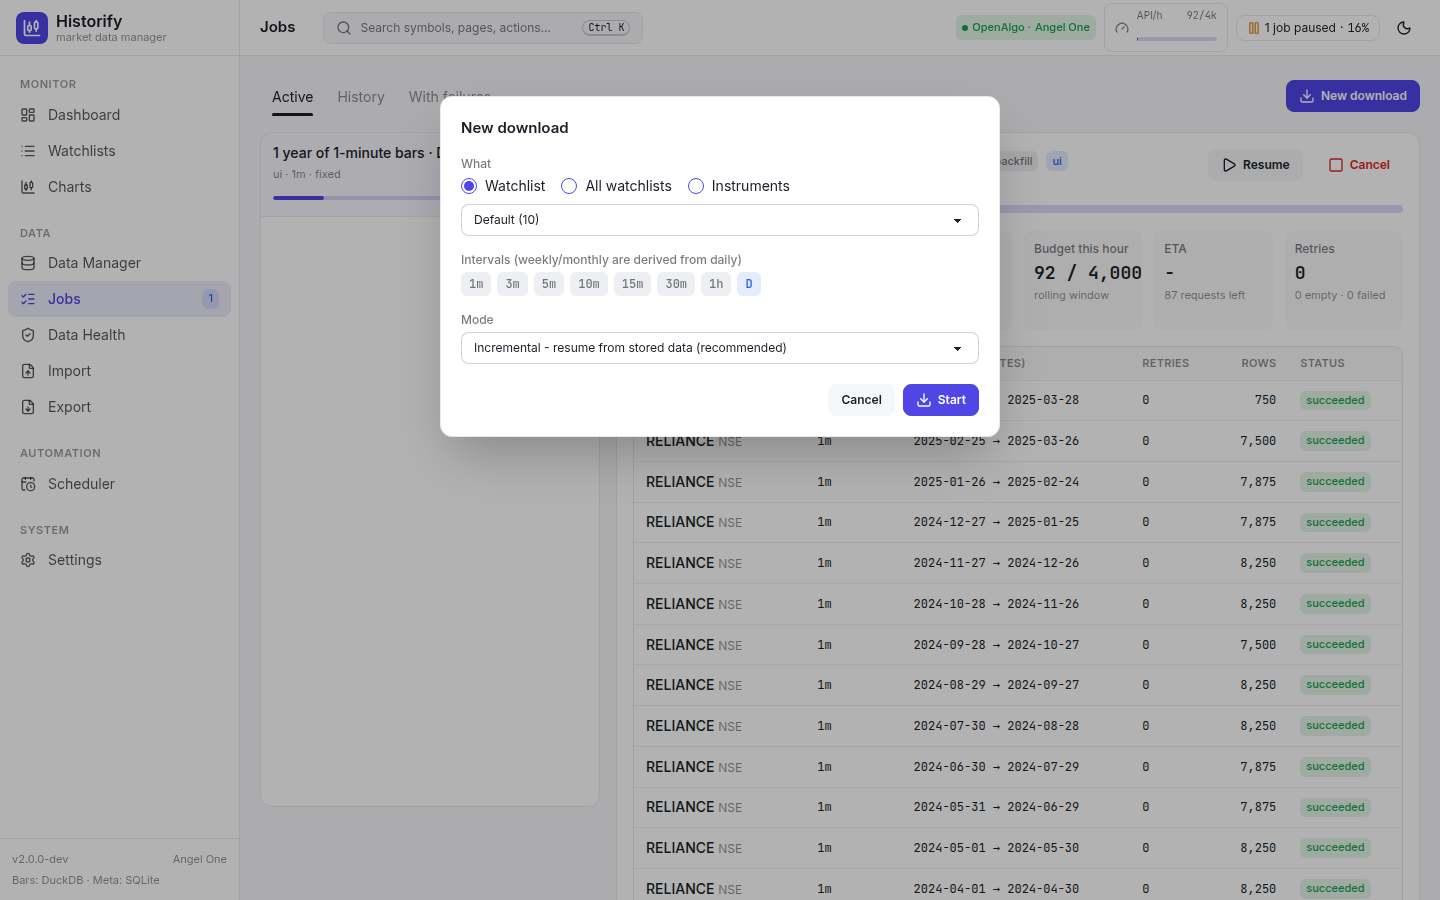 Historify
market data manager
Jobs
Search symbols, pages, actions...
Ctrl K
OpenAlgo · Angel One
API/h 92/4k
1 job paused · 16%
MONITOR
Dashboard
Watchlists
Charts
DATA
Data Manager
Jobs 1
Data Health
Import
Export
AUTOMATION
Scheduler
SYSTEM
Settings
v2.0.0-dev Angel One
Bars: DuckDB · Meta: SQLite
Active History With failures
New download
1 year of 1-minute bars · D
ui · 1m · fixed
New download
What
Watchlist All watchlists Instruments
Default (10)
Intervals (weekly/monthly are derived from daily)
1m 3m 5m 10m 15m 30m 1h D
Mode
Incremental - resume from stored data (recommended)
Cancel Start
ackfill ui
Resume Cancel
Budget this hour
92 / 4,000
rolling window
ETA
-
87 requests left
Retries
0
0 empty · 0 failed
TES) RETRIES ROWS STATUS
2025-03-28 0 750 succeeded
RELIANCE NSE 1m 2025-02-25 → 2025-03-26 0 7,500 succeeded
RELIANCE NSE 1m 2025-01-26 → 2025-02-24 0 7,875 succeeded
RELIANCE NSE 1m 2024-12-27 → 2025-01-25 0 7,875 succeeded
RELIANCE NSE 1m 2024-11-27 → 2024-12-26 0 8,250 succeeded
RELIANCE NSE 1m 2024-10-28 → 2024-11-26 0 8,250 succeeded
RELIANCE NSE 1m 2024-09-28 → 2024-10-27 0 7,500 succeeded
RELIANCE NSE 1m 2024-08-29 → 2024-09-27 0 8,250 succeeded
RELIANCE NSE 1m 2024-07-30 → 2024-08-28 0 8,250 succeeded
RELIANCE NSE 1m 2024-06-30 → 2024-07-29 0 7,875 succeeded
RELIANCE NSE 1m 2024-05-31 → 2024-06-29 0 7,875 succeeded
RELIANCE NSE 1m 2024-05-01 → 2024-05-30 0 8,250 succeeded
RELIANCE NSE 1m 2024-04-01 → 2024-04-30 0 8,250 succeeded